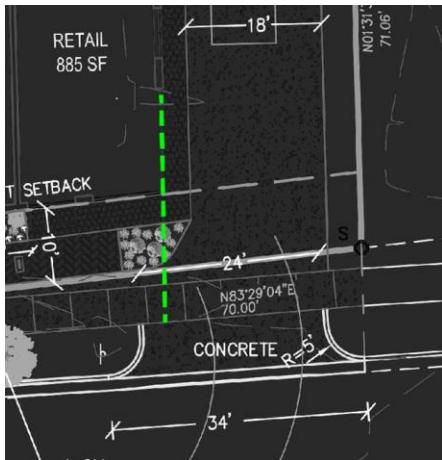 18'
N01°31'3
71.06'
RETAIL
885 SF
T SETBACK
10'
S
24'
N83°29'04"E
70.00'
CONCRETE
R=5'
34'